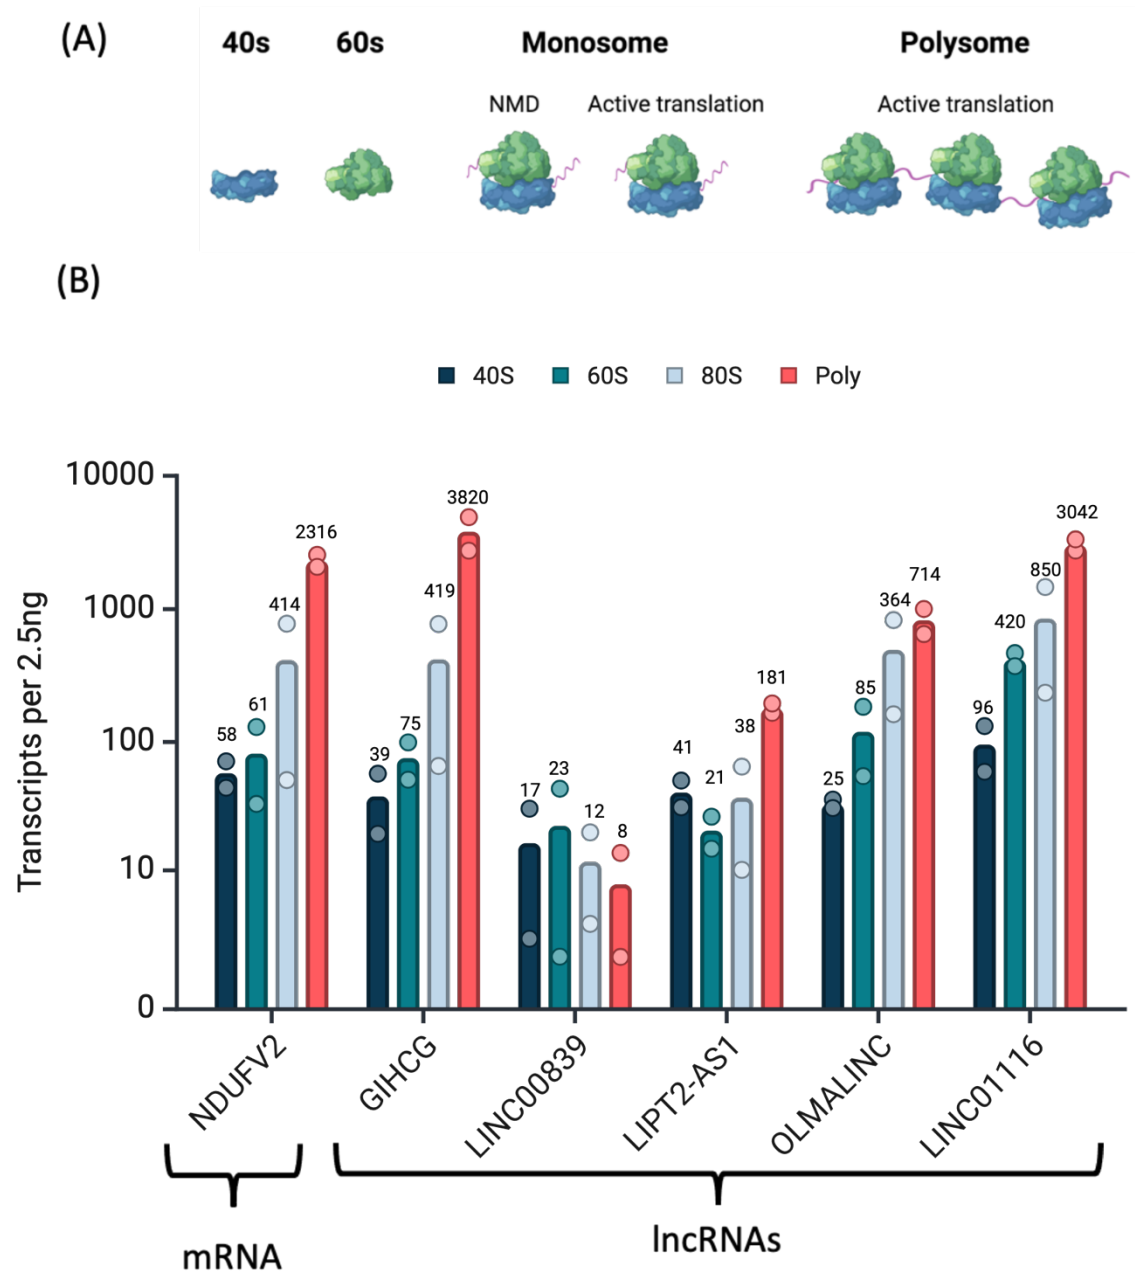 (A)
40s 60s Monosome Polysome
NMD Active translation Active translation
(B)
40S 60S 80S Poly
Transcripts per 2.5ng
10000
1000
100
10
0
58 61 414 2316
39 75 419 3820
17 23 12 8
41 21 38 181
25 85 364 714
96 420 850 3042
NDUFV2 GIHCG LINC00839 LIPT2-AS1 OLMALINC LINC01116
mRNA lncRNAs